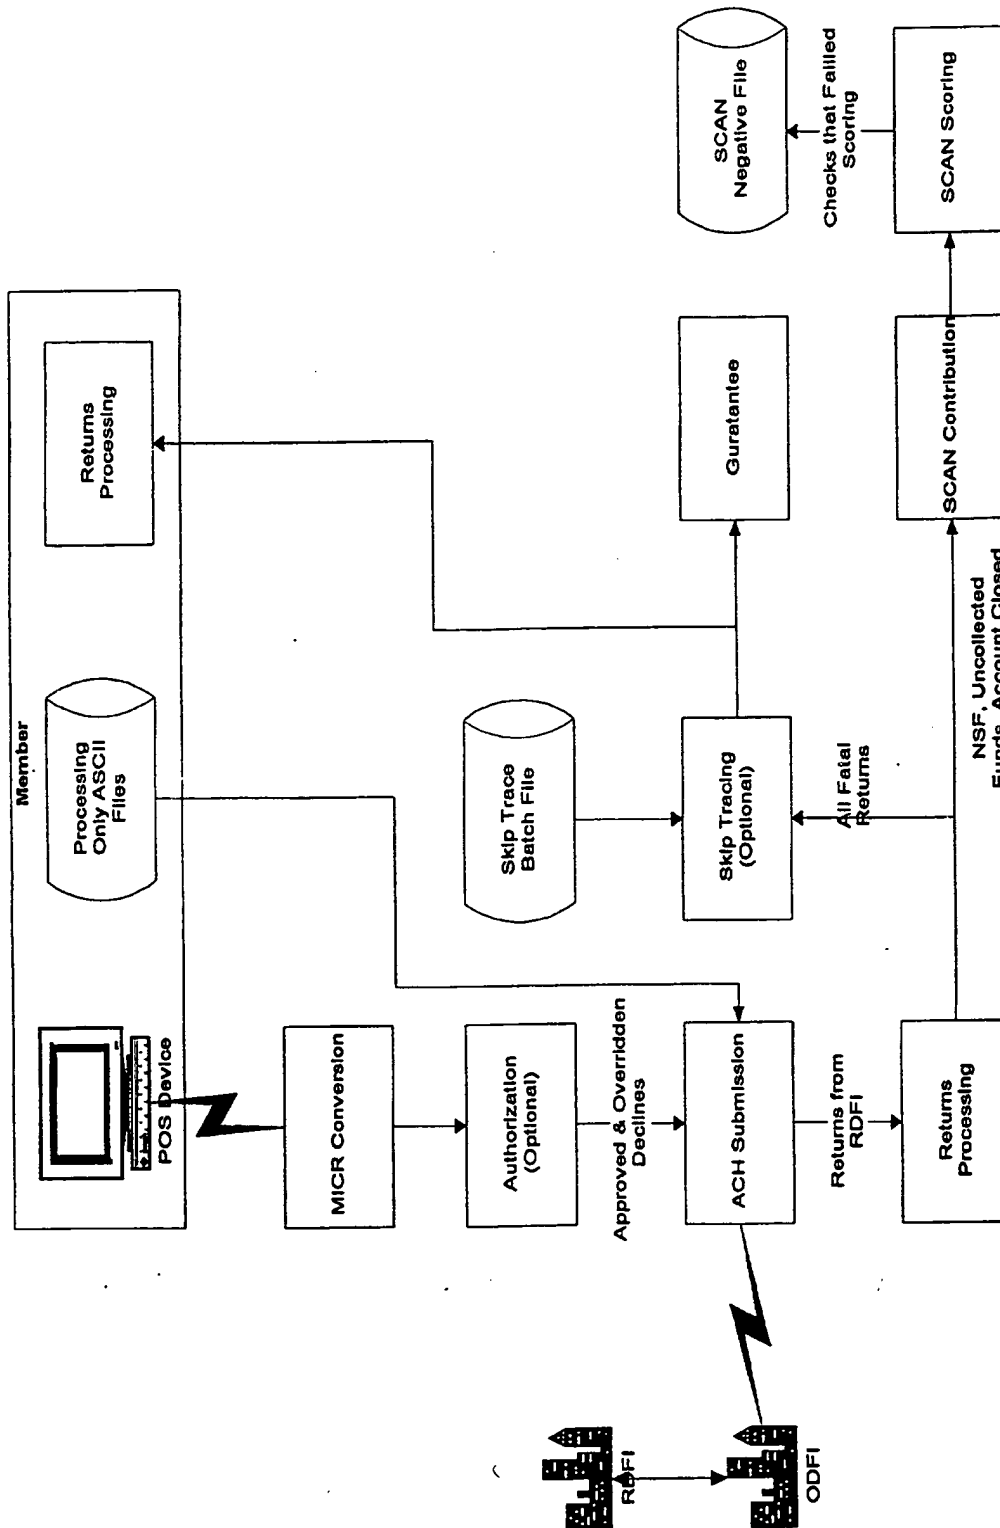 Member
POS Device
Processing
Only ASCII
Files
Returns
Processing
MICR Conversion
Authorization
(Optional)
Approved & Overridden
Declines
Skip Trace
Batch File
RDFI
ODFI
ACH Submission
Skip Tracing
(Optional)
Guratantee
SCAN
Negative File
Returns from
RDFI
All Fatal
Returns
Checks that Failled
Scoring
Returns
Processing
NSF, Uncollected
Funds, Account Closed
SCAN Contribution
SCAN Scoring